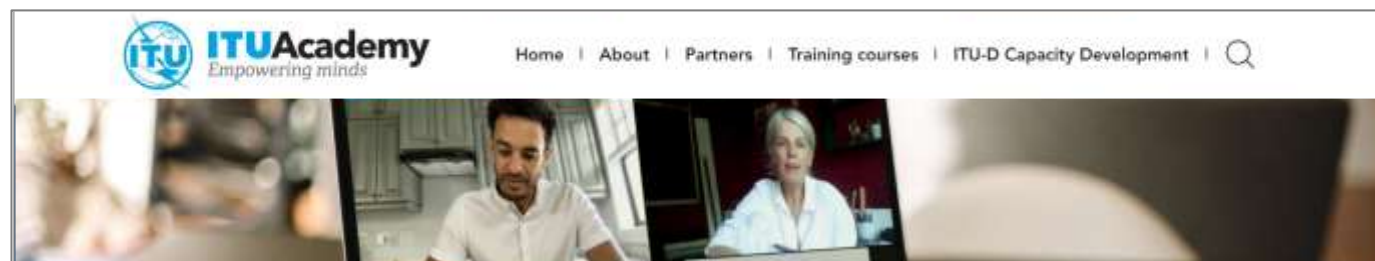 ITU
ITUAcademy
Empowering minds
Home | About | Partners | Training courses | ITU-D Capacity Development |